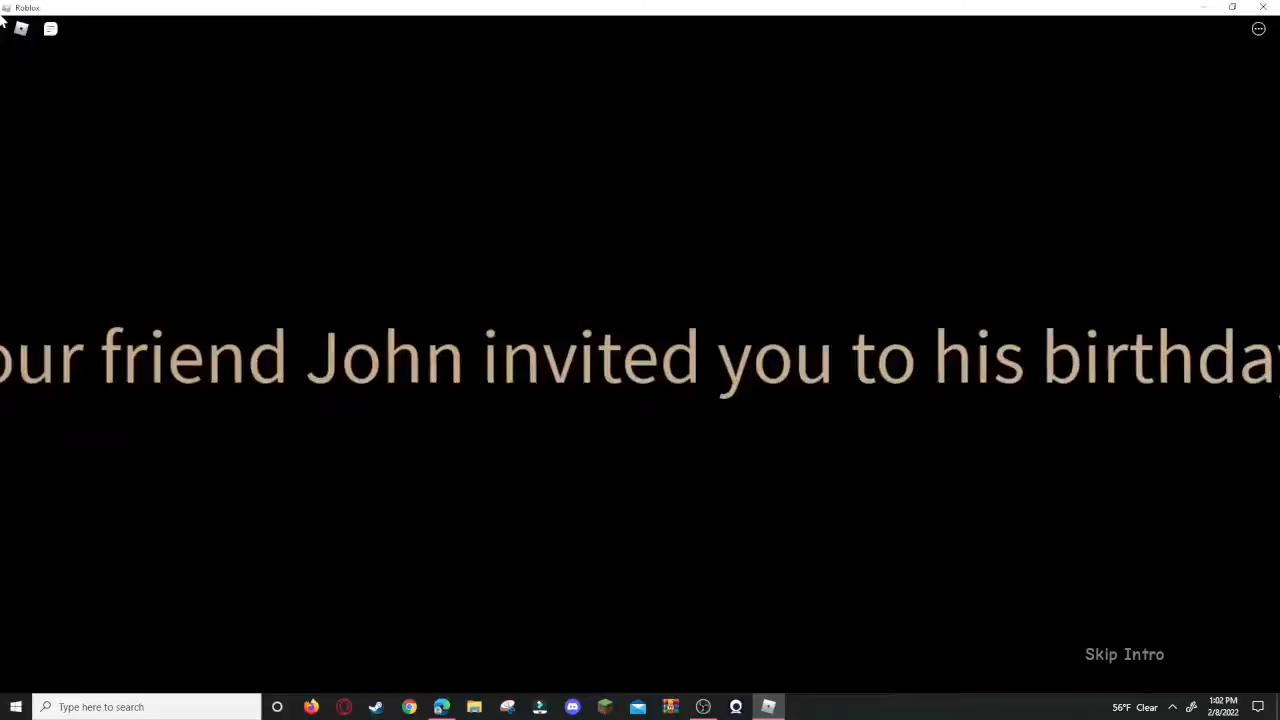 Roblox
our friend John invited you to his birthday
Skip Intro
Type here to search
56°F Clear
1:02 PM
2/8/2022